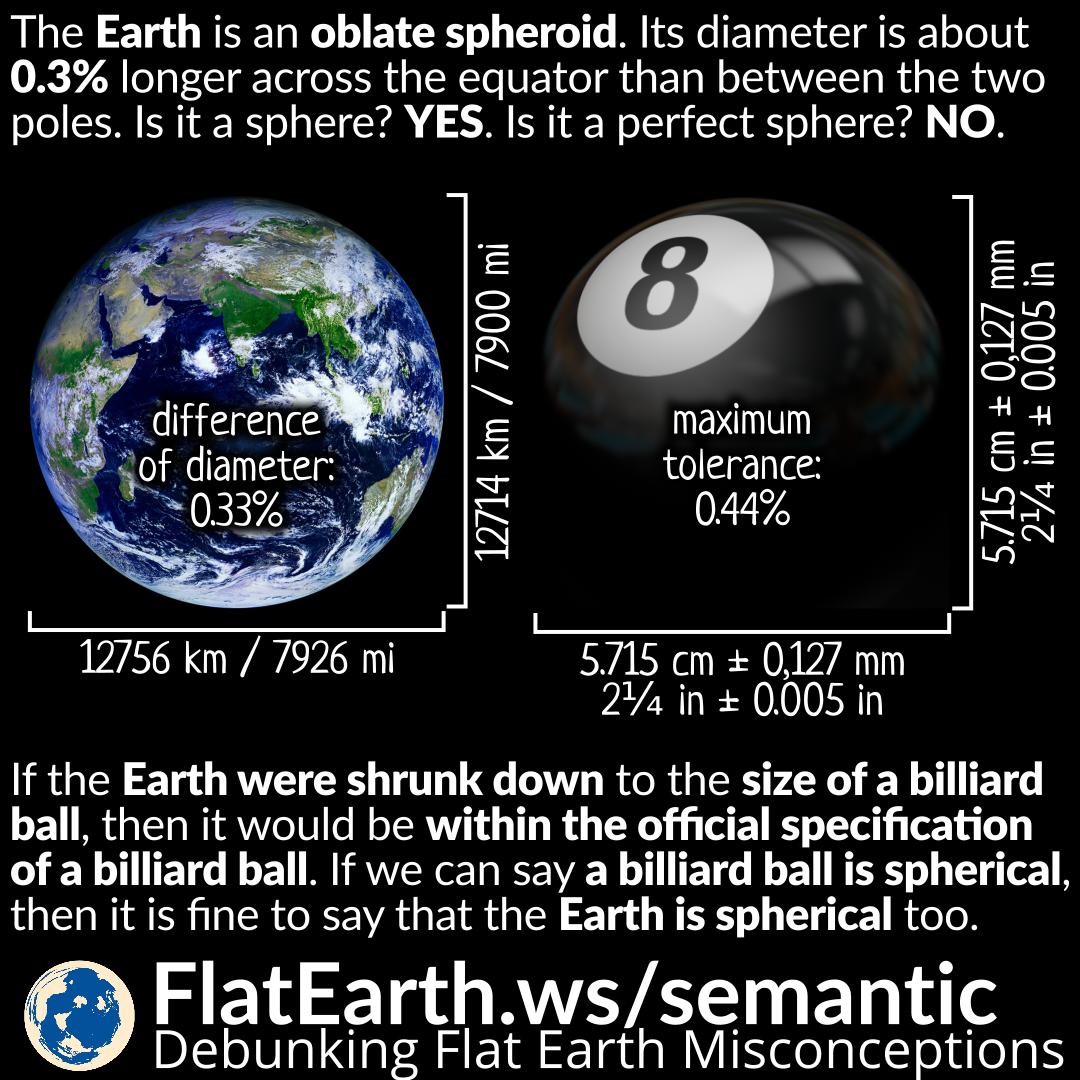 The Earth is an oblate spheroid. Its diameter is about
0.3% longer across the equator than between the two
poles. Is it a sphere? YES. Is it a perfect sphere? NO.
difference
of diameter:
0.33%
12714 km / 7900 mi
12756 km / 7926 mi
8
maximum
tolerance:
0.44%
5.715 cm ± 0,127 mm
2¼ in ± 0.005 in
5.715 cm ± 0,127 mm
2¼ in ± 0.005 in
If the Earth were shrunk down to the size of a billiard
ball, then it would be within the official specification
of a billiard ball. If we can say a billiard ball is spherical,
then it is fine to say that the Earth is spherical too.
FlatEarth.ws/semantic
Debunking Flat Earth Misconceptions